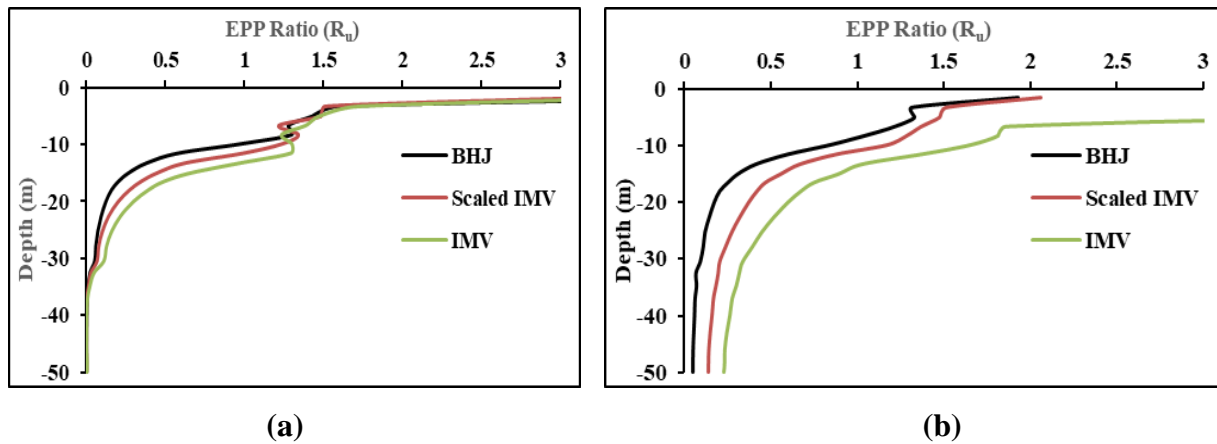 EPP Ratio (Ru)
0 0.5 1 1.5 2 2.5 3
0
-10
-20
-30
-40
-50
Depth (m)
BHJ
Scaled IMV
IMV
(a)
EPP Ratio (Ru)
0 0.5 1 1.5 2 2.5 3
0
-10
-20
-30
-40
-50
Depth (m)
BHJ
Scaled IMV
IMV
(b)